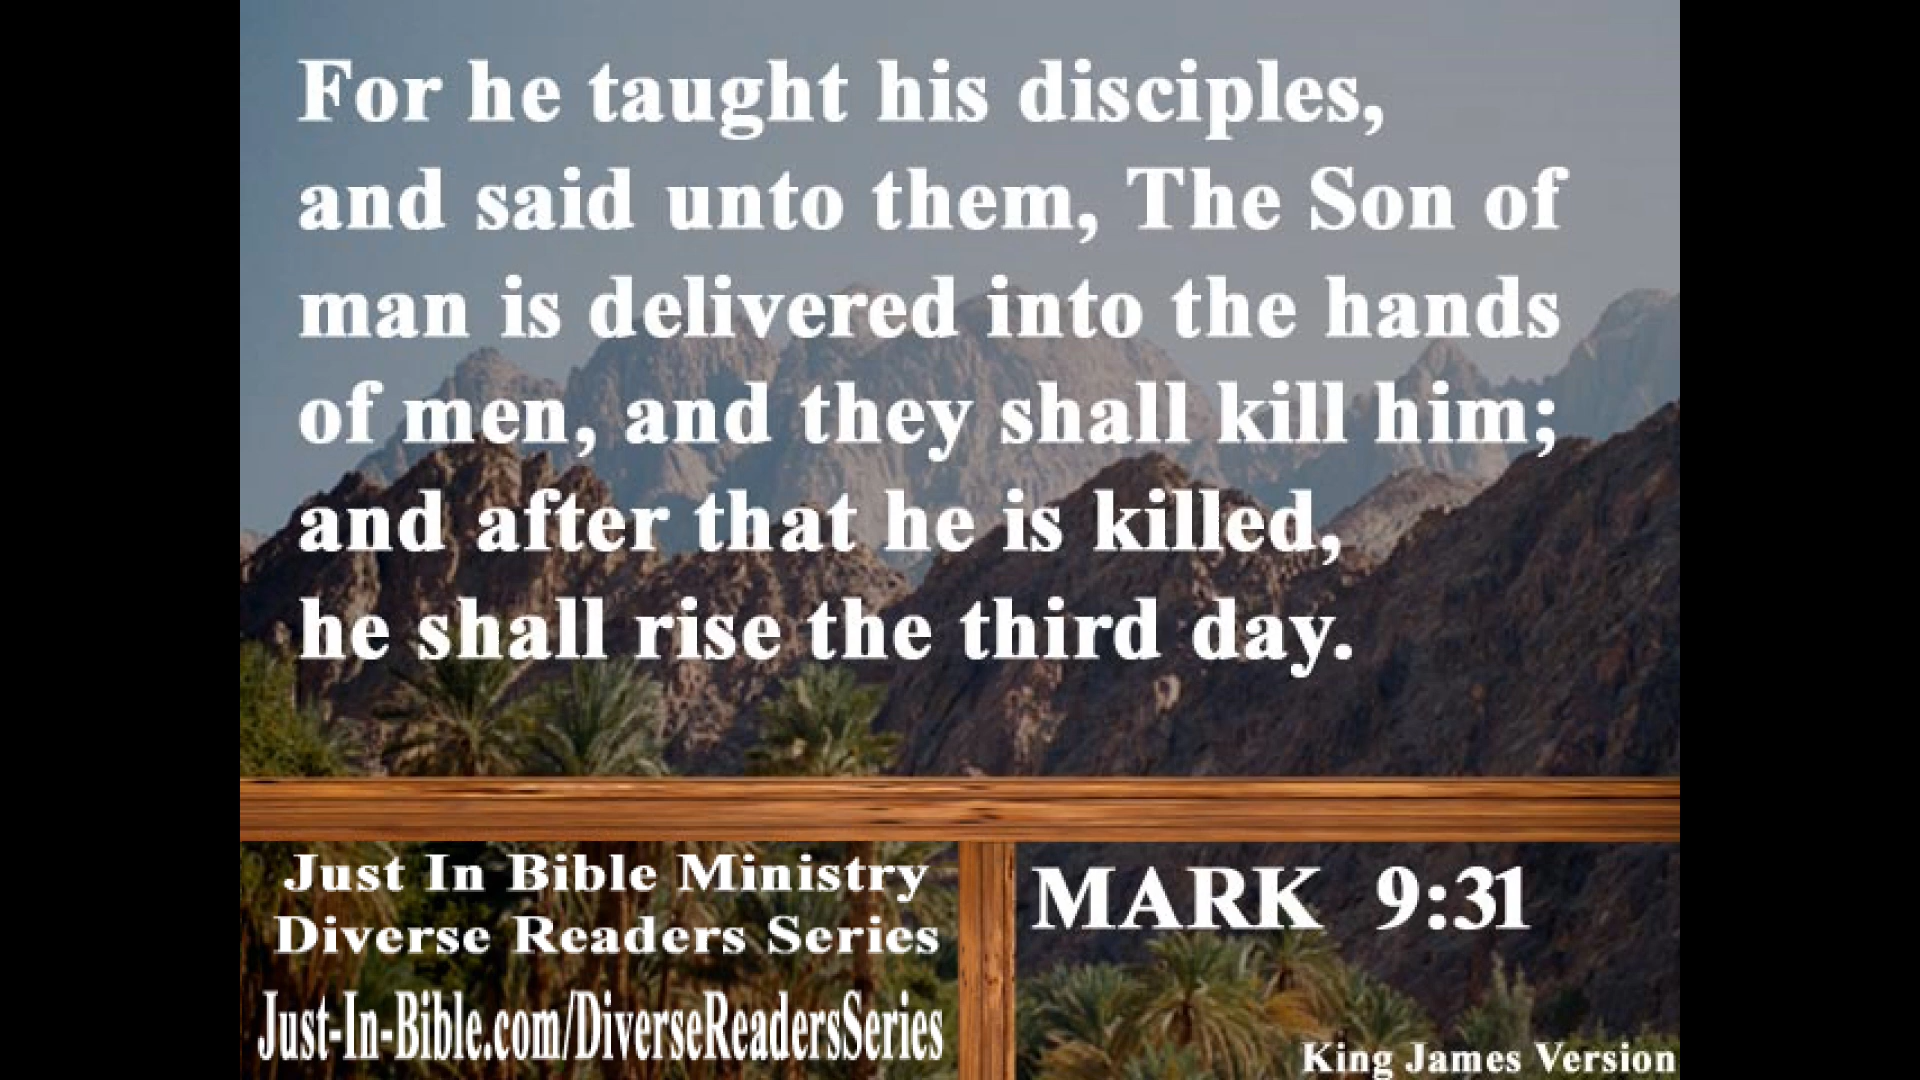 For he taught his disciples,
and said unto them, The Son of
man is delivered into the hands
of men, and they shall kill him;
and after that he is killed,
he shall rise the third day.
Just In Bible Ministry
Diverse Readers Series
Just-In-Bible.com/DiverseReadersSeries
MARK 9:31
King James Version